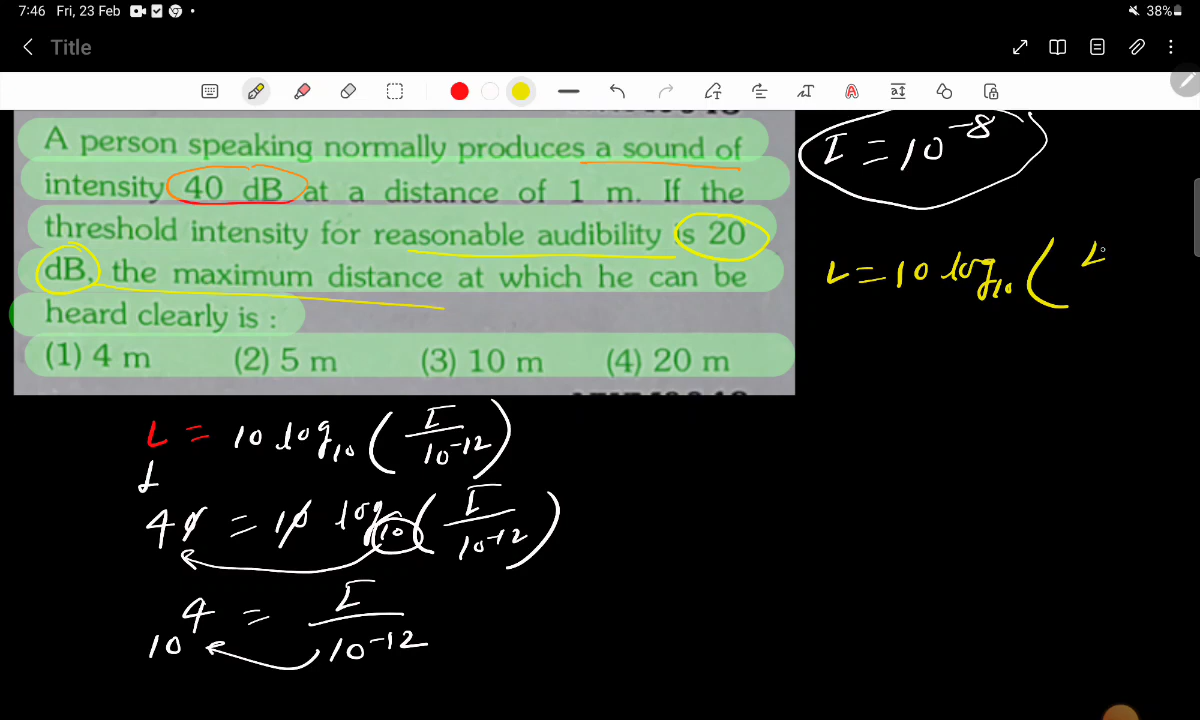 7:46 Fri, 23 Feb
38%
Title
A person speaking normally produces a sound of
intensity 40 dB at a distance of 1 m. If the
threshold intensity for reasonable audibility is 20
dB, the maximum distance at which he can be
heard clearly is :
(1) 4 m (2) 5 m (3) 10 m (4) 20 m
I = 10^-8
L = 10 log10 (
L = 10 log10 (I/10^-12)
40 = 10 log10 (I/10^-12)
10^4 = I/10^-12